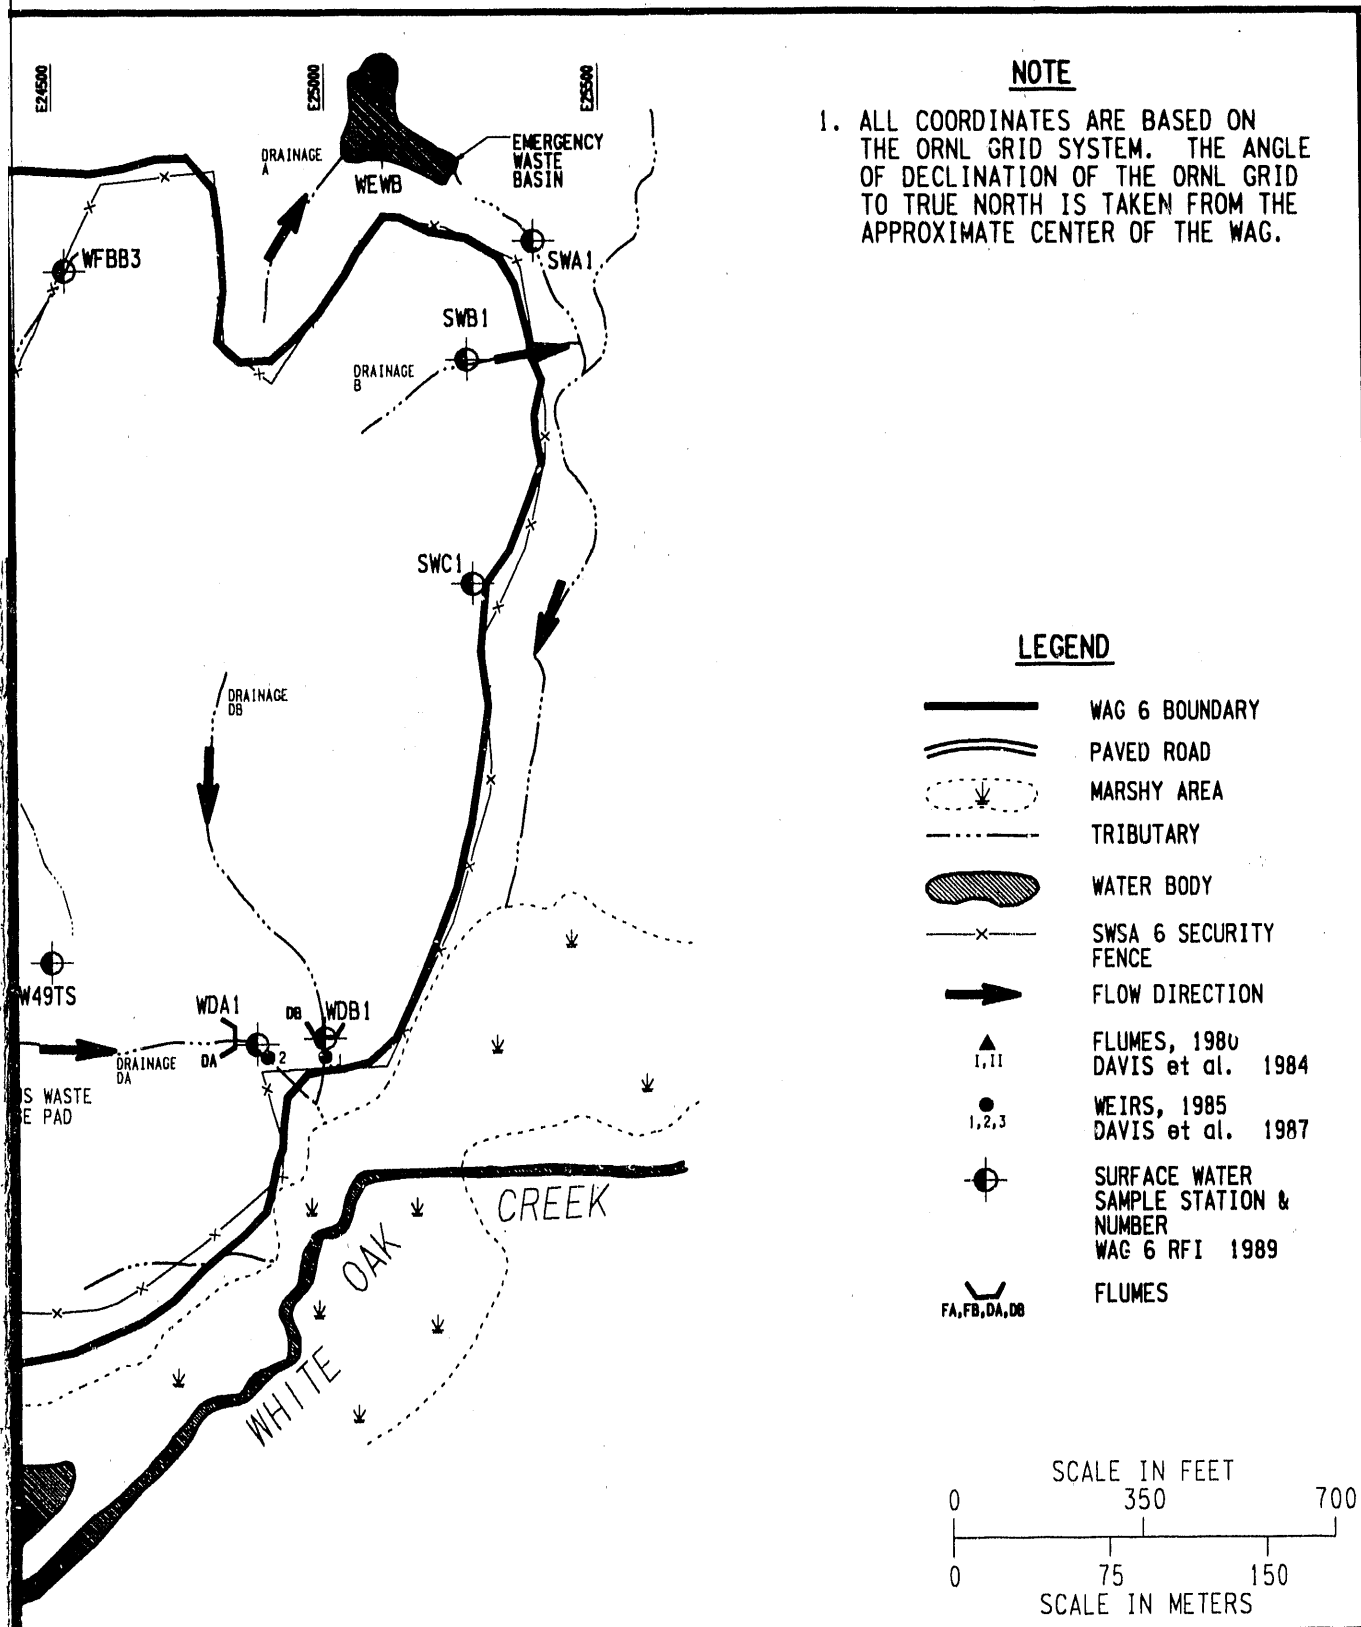 E24500
E25000
E25500
NOTE
1. ALL COORDINATES ARE BASED ON
THE ORNL GRID SYSTEM. THE ANGLE
OF DECLINATION OF THE ORNL GRID
TO TRUE NORTH IS TAKEN FROM THE
APPROXIMATE CENTER OF THE WAG.
DRAINAGE
A
WEWB
EMERGENCY
WASTE
BASIN
WFBB3
SWA1
SWB1
DRAINAGE
B
SWC1
DRAINAGE
DB
W49TS
WDA1
DB
WDB1
DA
2
1
DRAINAGE
DA
S WASTE
E PAD
WHITE OAK CREEK
LEGEND
WAG 6 BOUNDARY
PAVED ROAD
MARSHY AREA
TRIBUTARY
WATER BODY
SWSA 6 SECURITY
FENCE
FLOW DIRECTION
I,II
FLUMES, 1980
DAVIS et al. 1984
1,2,3
WEIRS, 1985
DAVIS et al. 1987
SURFACE WATER
SAMPLE STATION &
NUMBER
WAG 6 RFI 1989
FA,FB,DA,DB
FLUMES
SCALE IN FEET
0 350 700
0 75 150
SCALE IN METERS